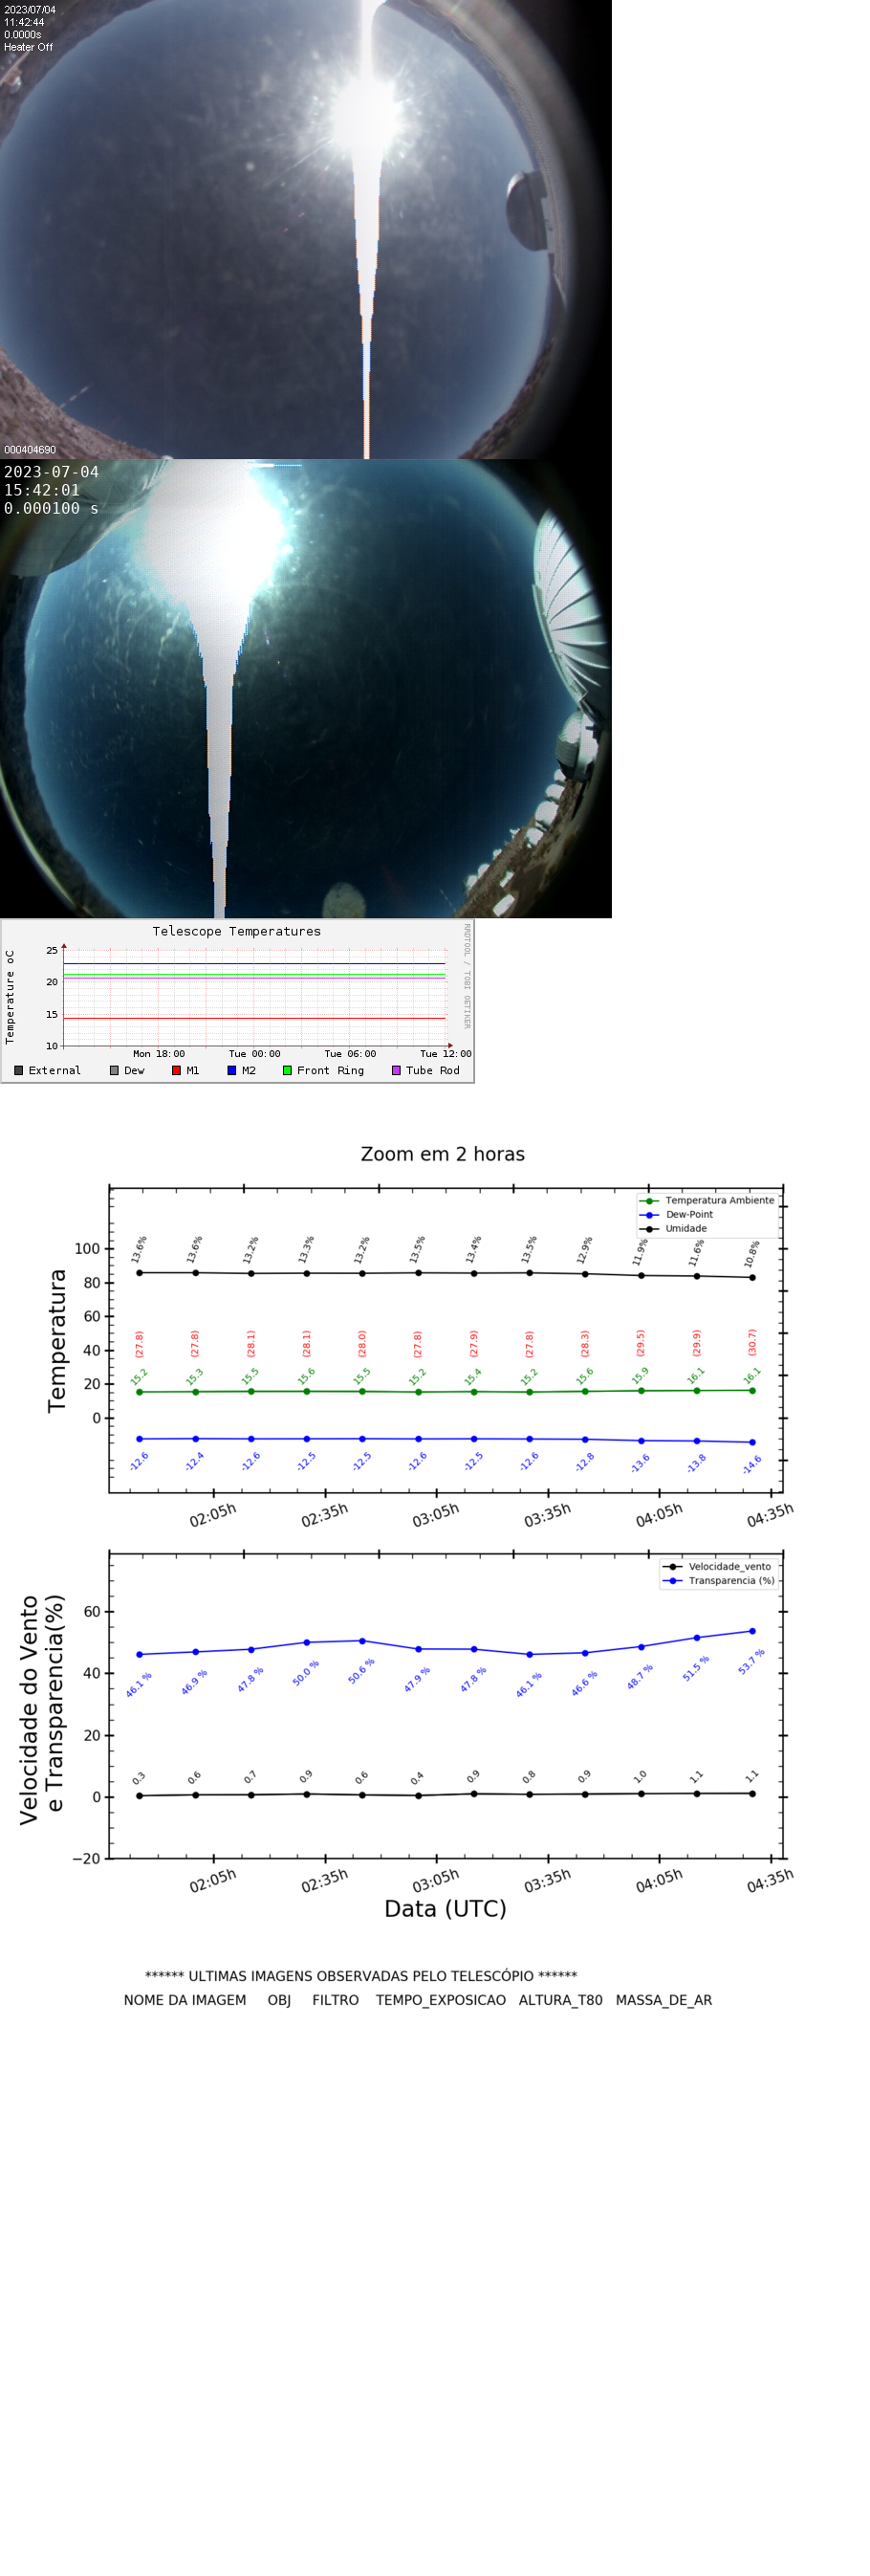 2023/07/04
11:42:44
0.0000s
Heater Off
000404690
2023-07-04
15:42:01
0.000100 s
Telescope Temperatures
RRDTOOL / TOBI OETIKER
Temperature oC
25
20
15
10
Mon 18:00 Tue 00:00 Tue 06:00 Tue 12:00
External Dew M1 M2 Front Ring Tube Rod
Zoom em 2 horas
Temperatura Ambiente
Dew-Point
Umidade
Temperatura
100
80
60
40
20
0
13.6% 13.6% 13.2% 13.3% 13.2% 13.5% 13.4% 13.5% 12.9% 11.9% 11.6% 10.8%
(27.8) (27.8) (28.1) (28.1) (28.0) (27.8) (27.9) (27.8) (28.3) (29.5) (29.9) (30.7)
15.2 15.3 15.5 15.6 15.5 15.2 15.4 15.2 15.6 15.9 16.1 16.1
-12.6 -12.4 -12.6 -12.5 -12.5 -12.6 -12.5 -12.6 -12.8 -13.6 -13.8 -14.6
02:05h 02:35h 03:05h 03:35h 04:05h 04:35h
Velocidade_vento
Transparencia (%)
Velocidade do Vento
e Transparencia(%)
60
40
20
0
−20
46.1 % 46.9 % 47.8 % 50.0 % 50.6 % 47.9 % 47.8 % 46.1 % 46.6 % 48.7 % 51.5 % 53.7 %
0.3 0.6 0.7 0.9 0.6 0.4 0.9 0.8 0.9 1.0 1.1 1.1
02:05h 02:35h 03:05h 03:35h 04:05h 04:35h
Data (UTC)
****** ULTIMAS IMAGENS OBSERVADAS PELO TELESCÓPIO ******
NOME DA IMAGEM OBJ FILTRO TEMPO_EXPOSICAO ALTURA_T80 MASSA_DE_AR